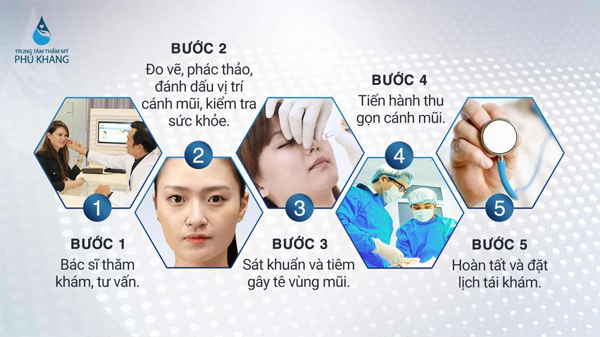 TRUNG TÂM THẨM MỸ
PHÚ KHANG
1
BƯỚC 1
Bác sĩ thăm
khám, tư vấn.
BƯỚC 2
Đo vẽ, phác thảo,
đánh dấu vị trí
cánh mũi, kiểm tra
sức khỏe.
2
3
BƯỚC 3
Sát khuẩn và tiêm
gây tê vùng mũi.
BƯỚC 4
Tiến hành thu
gọn cánh mũi.
4
5
BƯỚC 5
Hoàn tất và đặt
lịch tái khám.